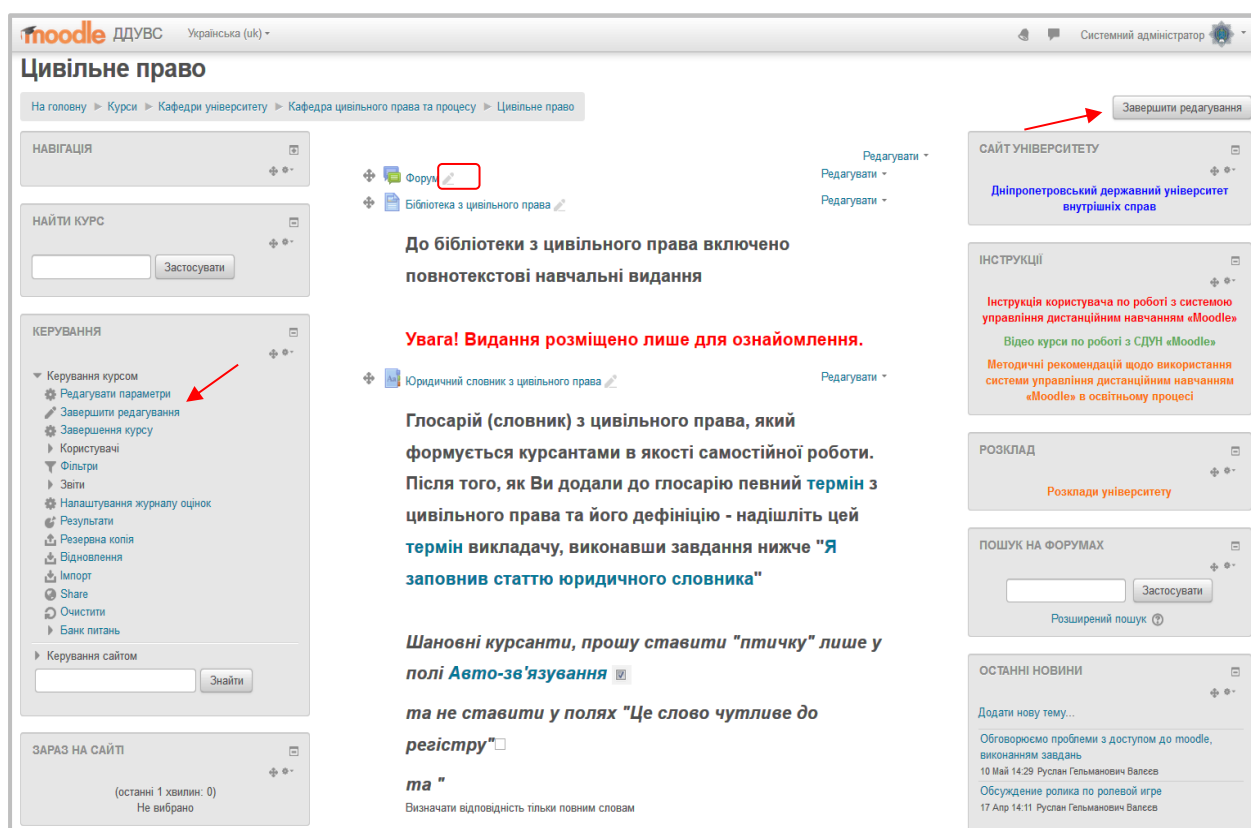 moodle ДДУВС Українська (uk) Системний адміністратор
Цивільне право
На головну ► Курси ► Кафедри університету ► Кафедра цивільного права та процесу ► Цивільне право
Завершити редагування
НАВІГАЦІЯ
НАЙТИ КУРС
Застосувати
КЕРУВАННЯ
Керування курсом
Редагувати параметри
Завершити редагування
Завершення курсу
Користувачі
Фільтри
Звіти
Налаштування журналу оцінок
Результати
Резервна копія
Відновлення
Імпорт
Share
Очистити
Банк питань
Керування сайтом
Знайти
ЗАРАЗ НА САЙТІ
(останні 1 хвилин: 0)
Не вибрано
Редагувати
Форум Редагувати
Бібліотека з цивільного права Редагувати
До бібліотеки з цивільного права включено
повнотекстові навчальні видання
Увага! Видання розміщено лише для ознайомлення.
Юридичний словник з цивільного права Редагувати
Глосарій (словник) з цивільного права, який
формується курсантами в якості самостійної роботи.
Після того, як Ви додали до глосарію певний термін з
цивільного права та його дефініцію - надішліть цей
термін викладачу, виконавши завдання нижче "Я
заповнив статтю юридичного словника"
Шановні курсанти, прошу ставити "птичку" лише у
полі Авто-зв'язування
та не ставити у полях "Це слово чутливе до
регістру"
та "
Визначати відповідність тільки повним словам
САЙТ УНІВЕРСИТЕТУ
Дніпропетровський державний університет
внутрішніх справ
ІНСТРУКЦІЇ
Інструкція користувача по роботі з системою
управління дистанційним навчанням «Moodle»
Відео курси по роботі з СДУН «Moodle»
Методичні рекомендацій щодо використання
системи управління дистанційним навчанням
«Moodle» в освітньому процесі
РОЗКЛАД
Розклади університету
ПОШУК НА ФОРУМАХ
Застосувати
Розширений пошук
ОСТАННІ НОВИНИ
Додати нову тему...
Обговорюємо проблеми з доступом до moodle,
виконанням завдань
10 Май 14:29 Руслан Гельманович Валєєв
Обсуждение ролика по ролевой игре
17 Апр 14:11 Руслан Гельманович Валєєв